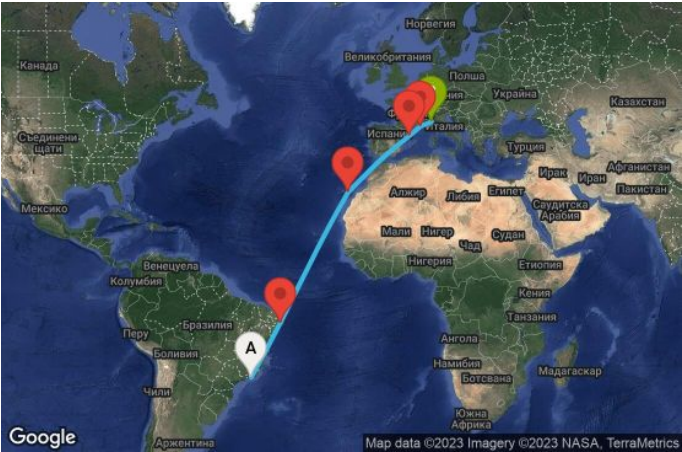 Норвегия
Канада
Великобритания
Полша
ния
Украйна
Казахстан
Ф
Испани
Италия
Съединени
щати
Турция
Ирак
Иран
Афганистан
Пакистан
Алжир
Либия
Египет
Саудитска
Арабия
Мексико
Мали
Нигер
Чад
Судан
Венецуела
Нигерия
Етиопия
Колумбия
Кения
Перу
Бразилия
Танзания
A
Ангола
Боливия
Намибия
Мадагаскар
Ботсвана
Чили
Южна
Африка
Google
Аржентина
Map data ©2023 Imagery ©2023 NASA, TerraMetrics